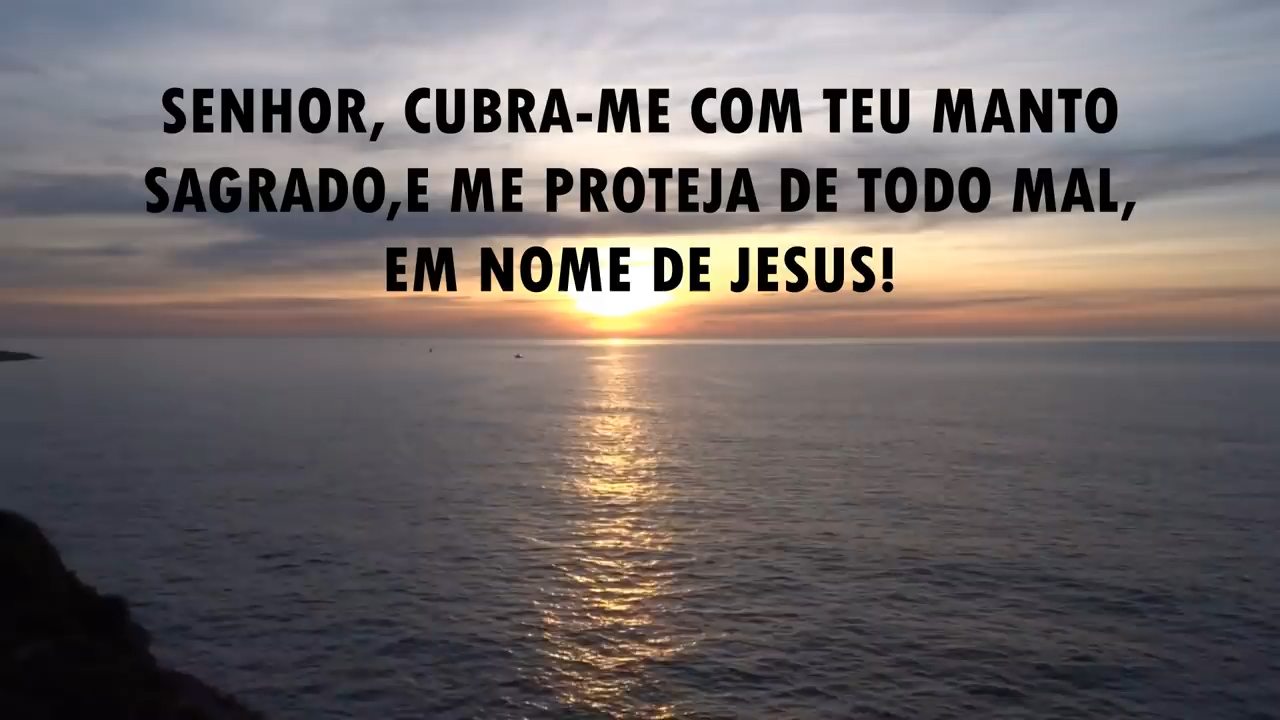 SENHOR, CUBRA-ME COM TEU MANTO
SAGRADO,E ME PROTEJA DE TODO MAL,
EM NOME DE JESUS!